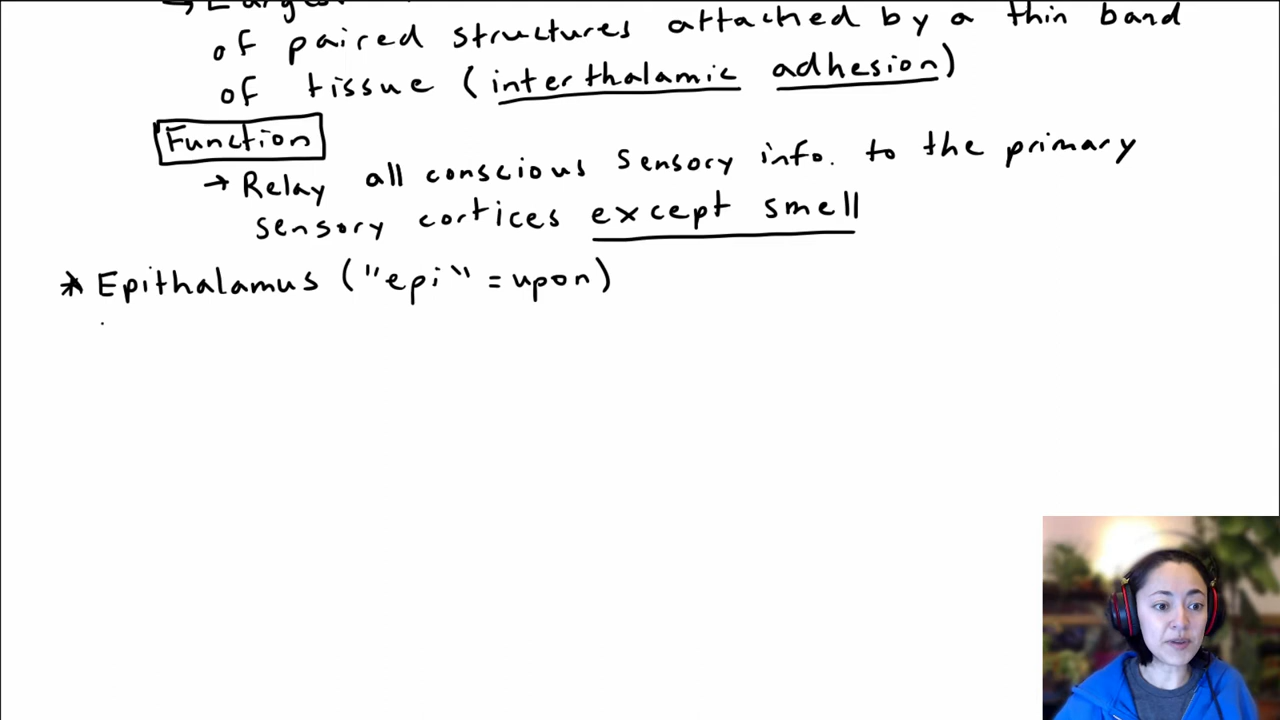 → Largest
of paired structures attached by a thin band
of tissue (interthalamic adhesion)
Function
→ Relay all conscious sensory info. to the primary
sensory cortices except smell
* Epithalamus ("epi" = upon)